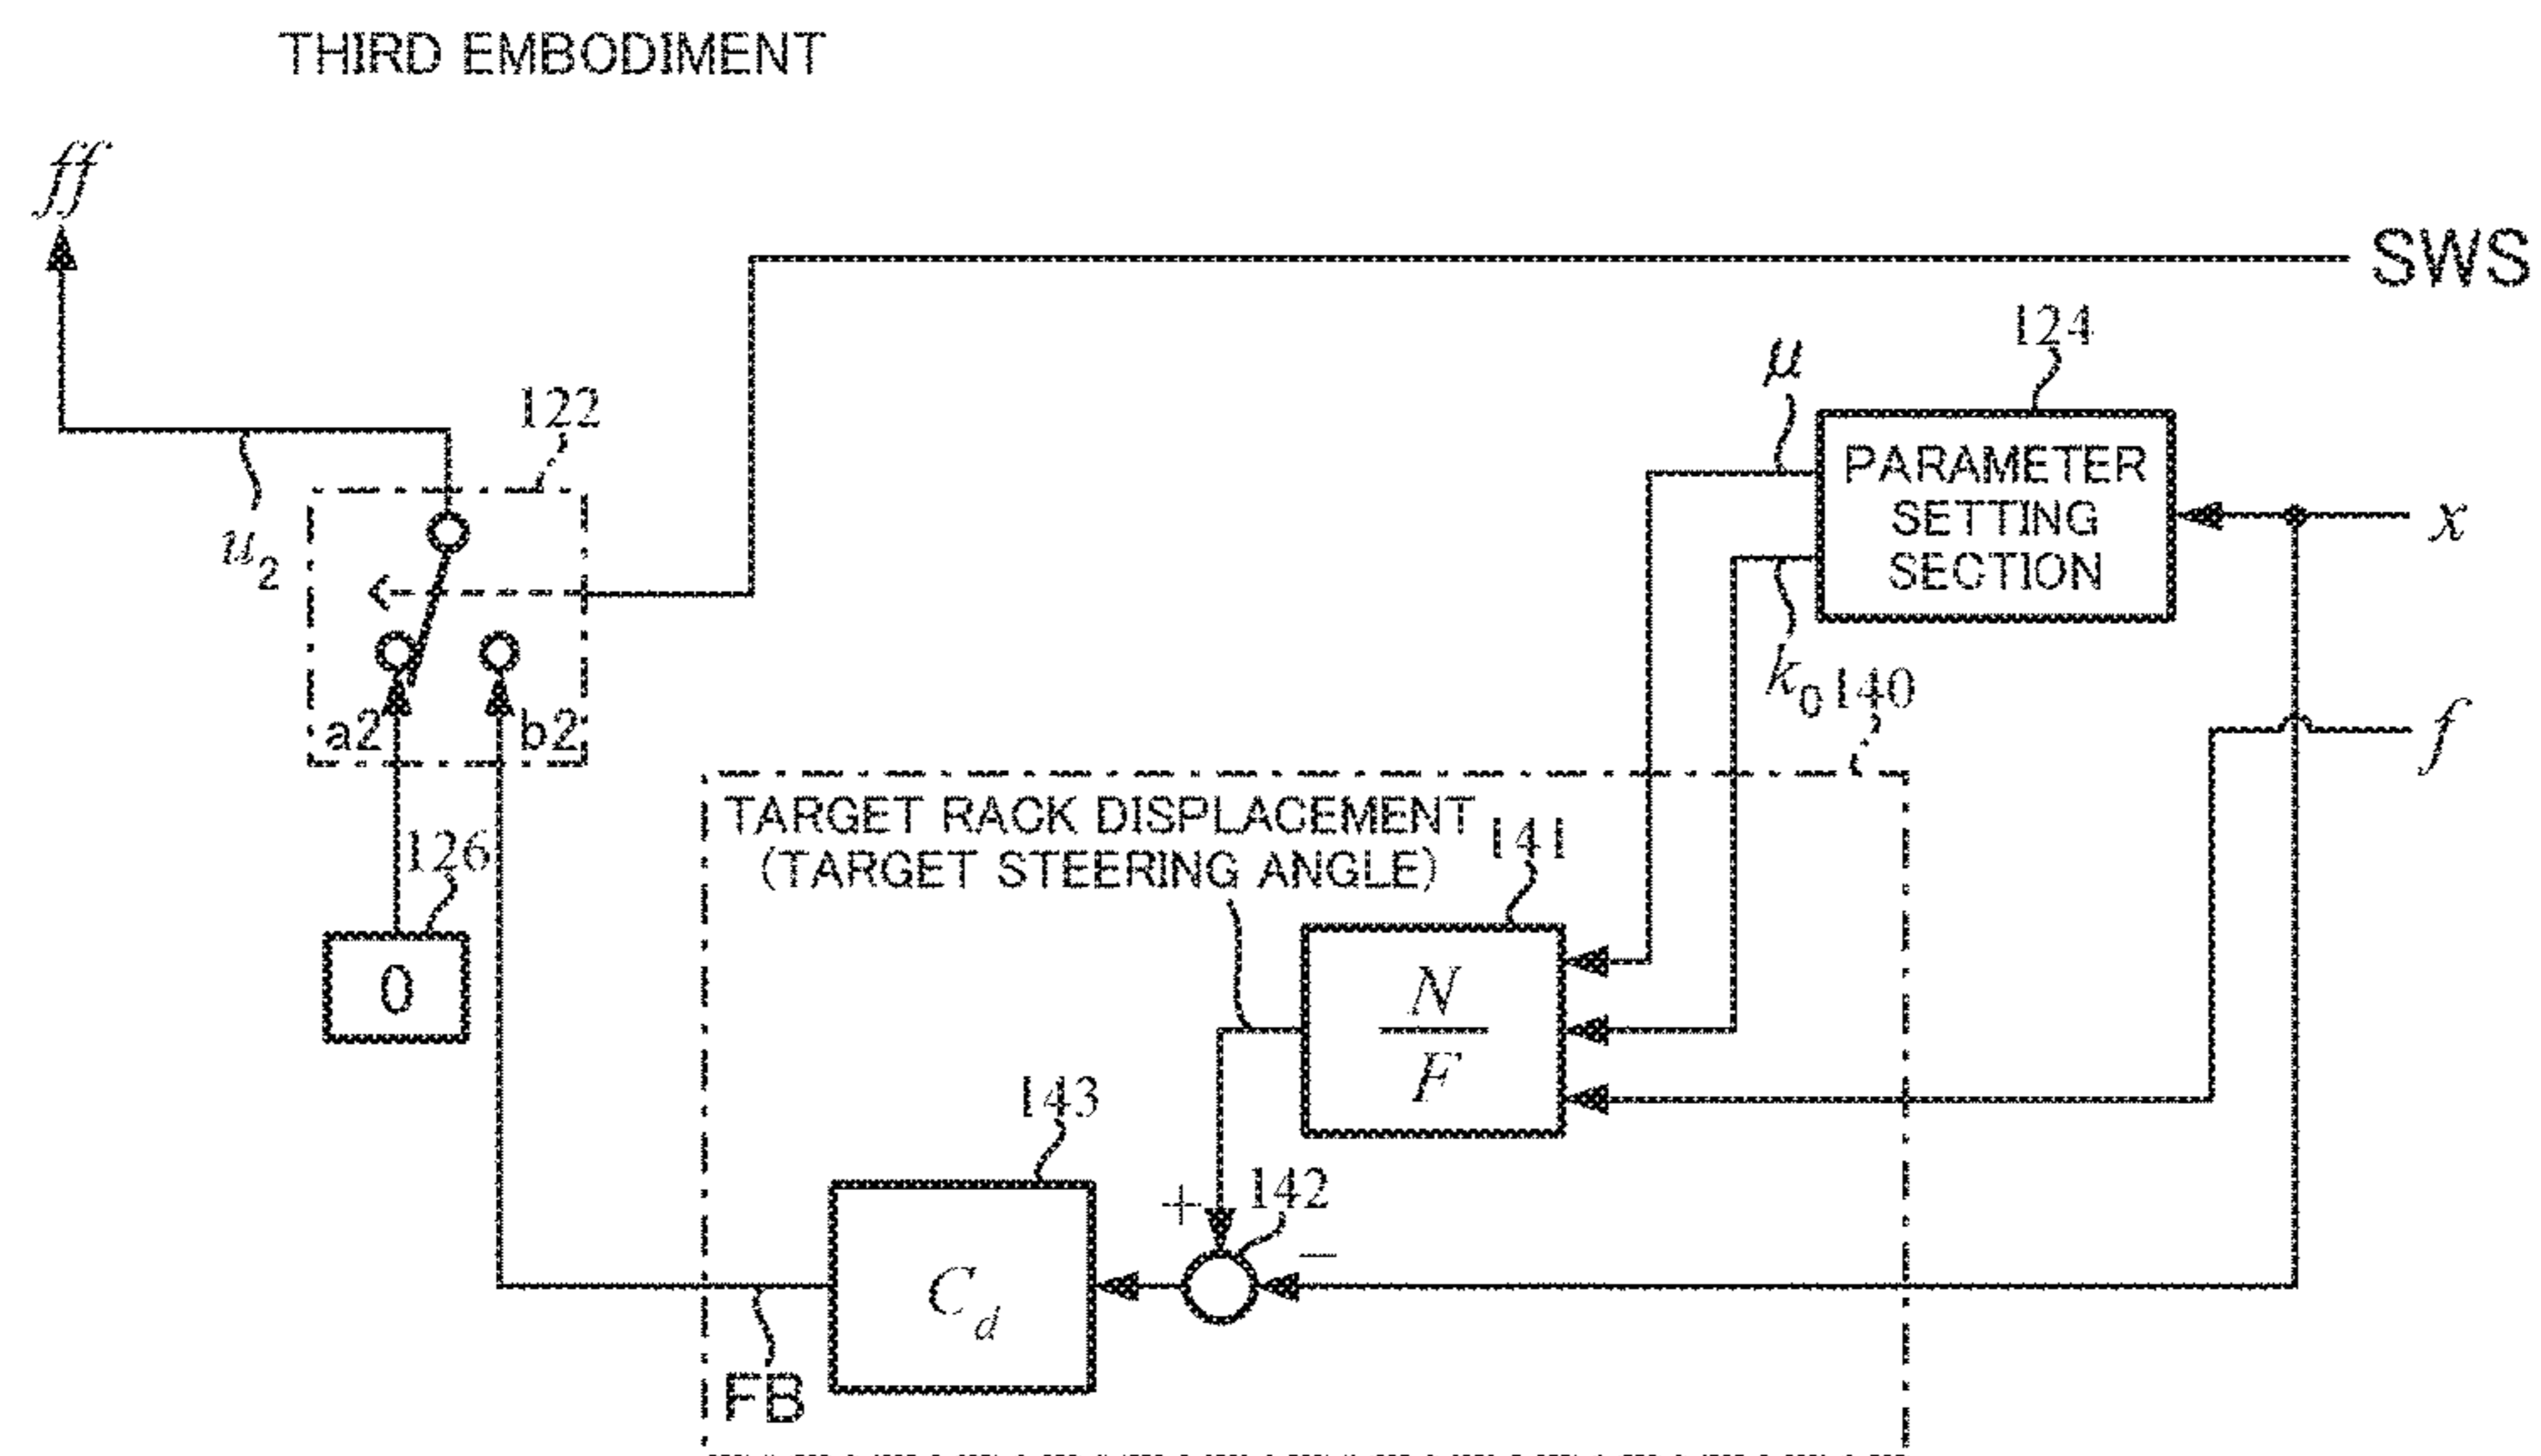 THIRD EMBODIMENT
ff
SWS
124
μ
122
PARAMETER
SETTING
SECTION
x
u2
k0
140
f
a2
b2
TARGET RACK DISPLACEMENT
(TARGET STEERING ANGLE)
141
126
0
N
F
143
142
+
−
Cd
FB